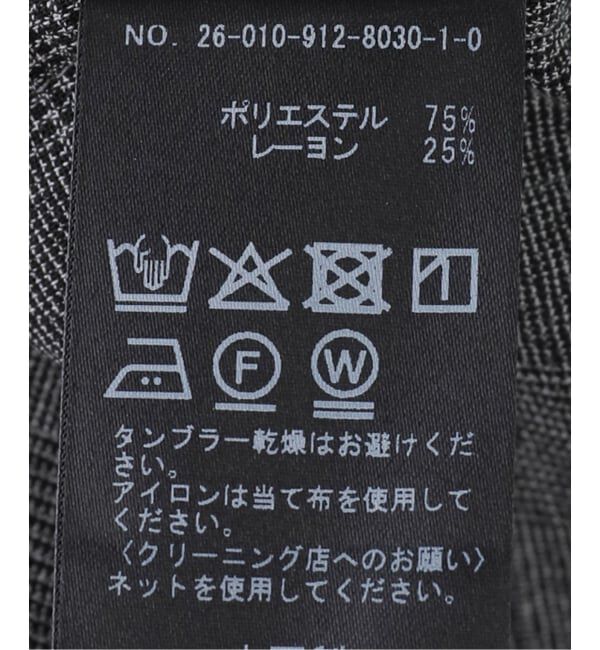 NO. 26-010-912-8030-1-0
ポリエステル 75%
レーヨン 25%
F
W
タンブラー乾燥はお避けくだ
さい。
アイロンは当て布を使用して
ください。
〈クリーニング店へのお願い〉
ネットを使用してください。